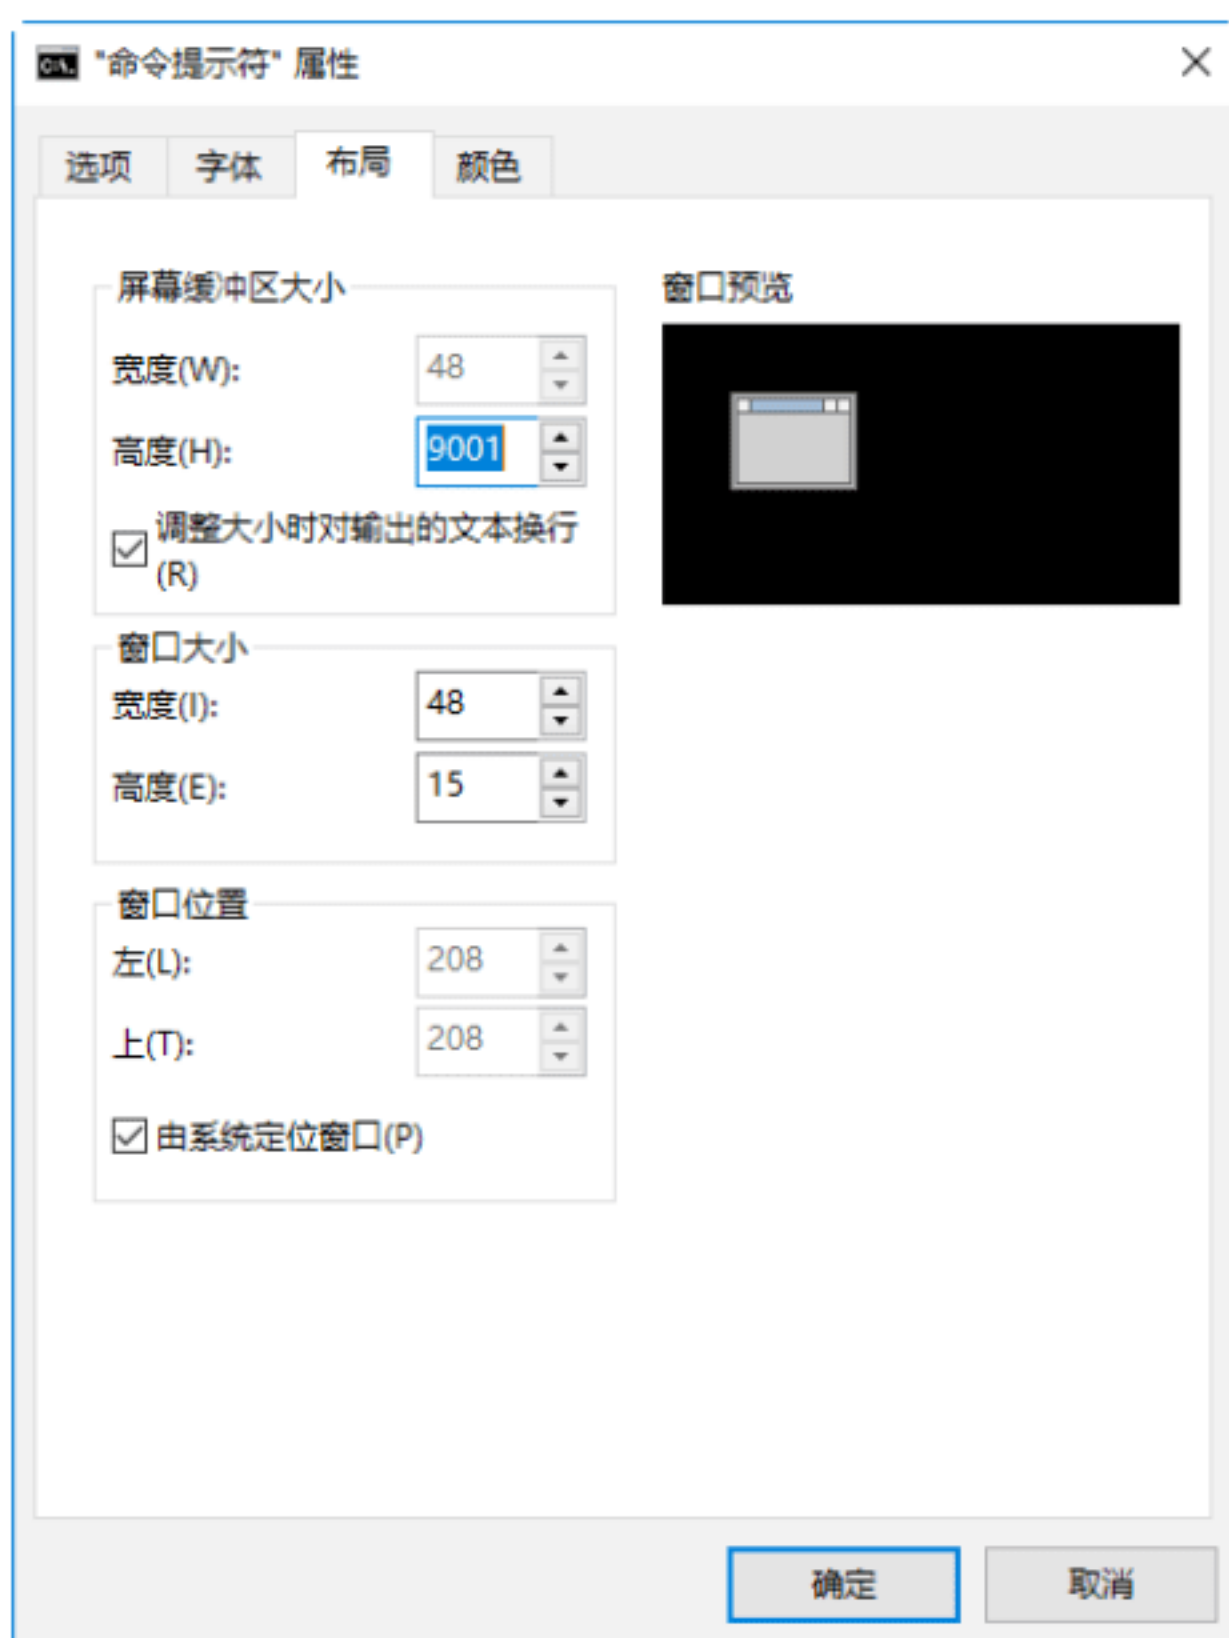 "命令提示符" 属性
选项 字体 布局 颜色
屏幕缓冲区大小
宽度(W): 48
高度(H): 9001
调整大小时对输出的文本换行
(R)
窗口大小
宽度(I): 48
高度(E): 15
窗口位置
左(L): 208
上(T): 208
由系统定位窗口(P)
窗口预览
确定 取消